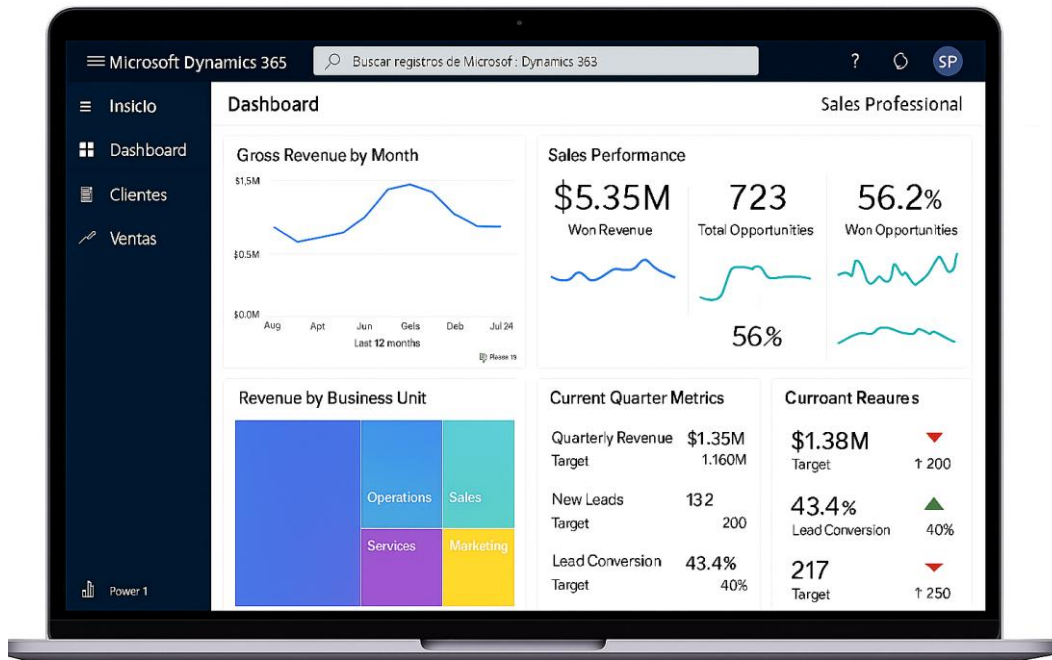 Microsoft Dynamics 365
Buscar registros de Microsof : Dynamics 363
?
SP
Insiclo
Dashboard
Clientes
Ventas
Power 1
Dashboard
Sales Professional
Gross Revenue by Month
$1,5M
$0.5M
$0.0M
Aug Apt Jun Gels Deb Jul 24
Last 12 months
Please 19
Sales Performance
$5.35M
Won Revenue
723
Total Opportunities
56%
56.2%
Won Opportunities
Revenue by Business Unit
Operations
Sales
Services
Marketing
Current Quarter Metrics
Quarterly Revenue $1.35M
Target 1.160M
New Leads 132
Target 200
Lead Conversion 43.4%
Target 40%
Curroant Reaures
$1.38M
Target ↑ 200
43.4%
Lead Conversion 40%
217
Target ↑ 250